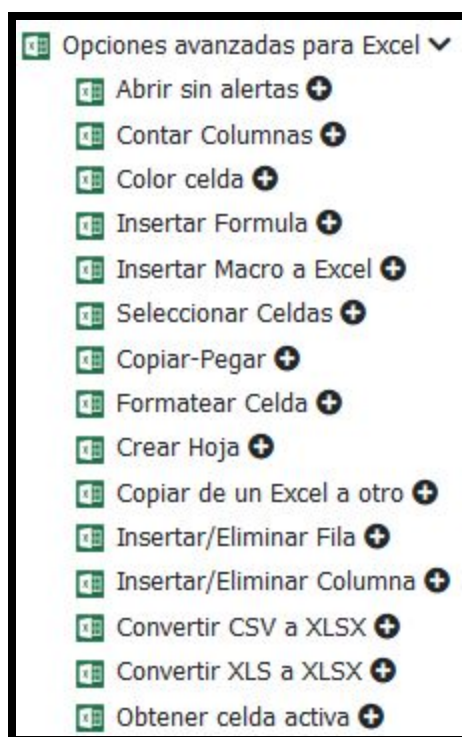 Opciones avanzadas para Excel
Abrir sin alertas
Contar Columnas
Color celda
Insertar Formula
Insertar Macro a Excel
Seleccionar Celdas
Copiar-Pegar
Formatear Celda
Crear Hoja
Copiar de un Excel a otro
Insertar/Eliminar Fila
Insertar/Eliminar Columna
Convertir CSV a XLSX
Convertir XLS a XLSX
Obtener celda activa